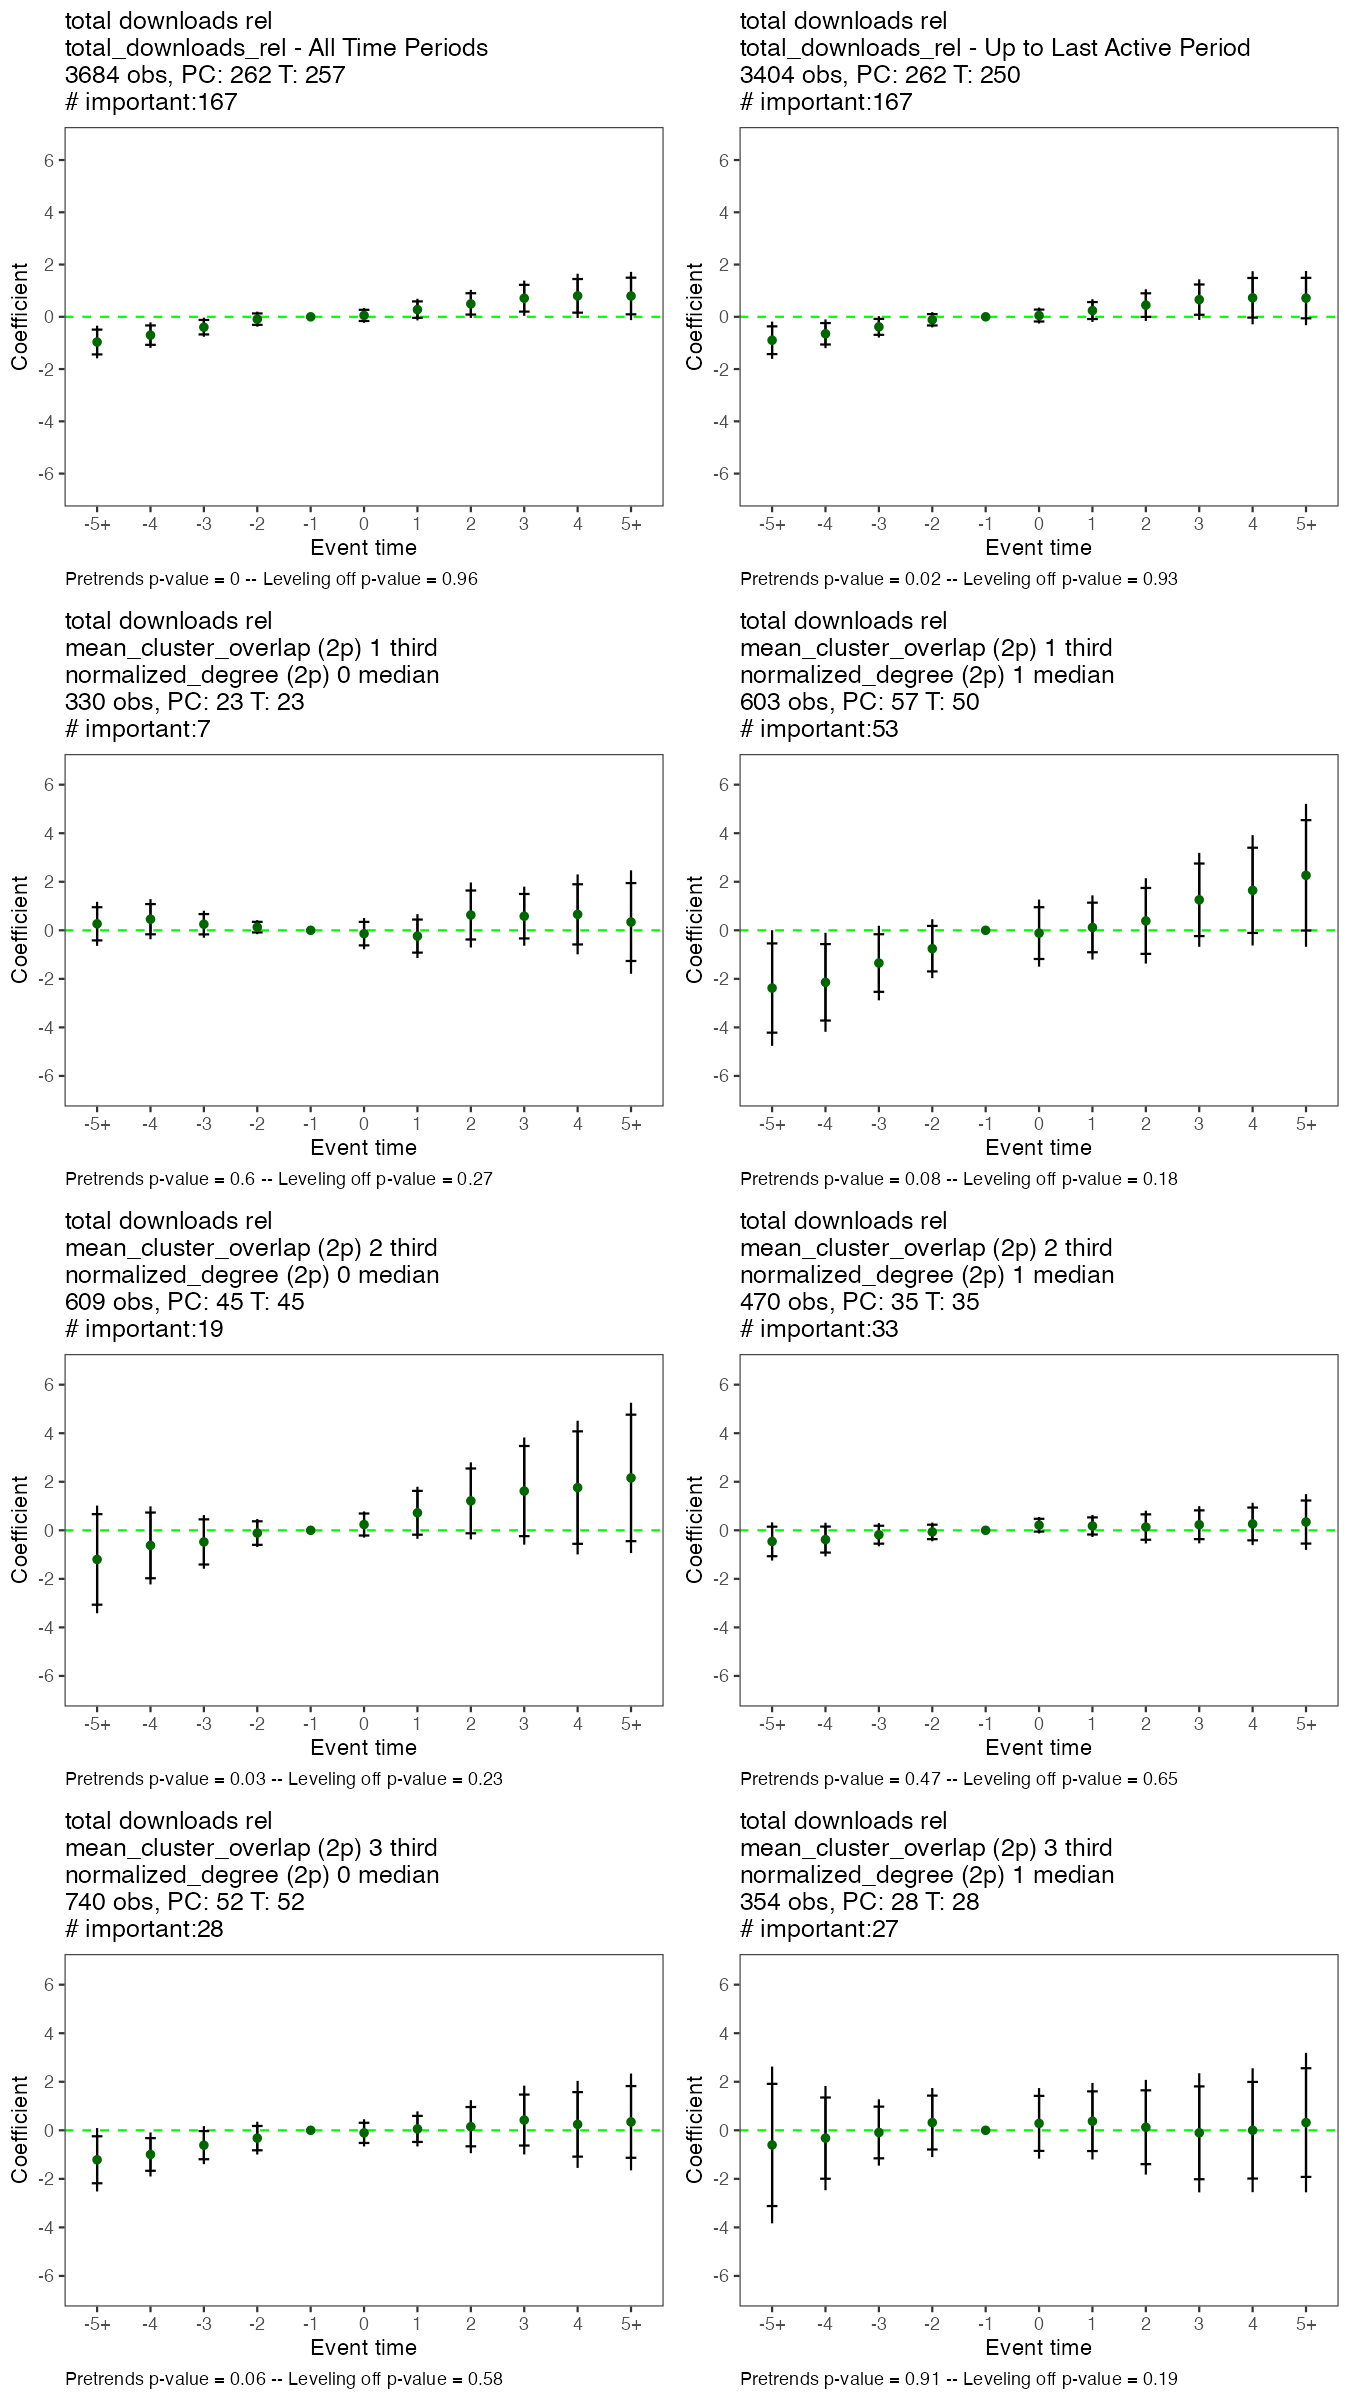 total downloads rel
total_downloads_rel - All Time Periods
3684 obs, PC: 262 T: 257
# important:167
6
4
2
0
-2
-4
-6
Coefficient
-5+ -4 -3 -2 -1 0 1 2 3 4 5+
Event time
Pretrends p-value = 0 -- Leveling off p-value = 0.96
total downloads rel
total_downloads_rel - Up to Last Active Period
3404 obs, PC: 262 T: 250
# important:167
6
4
2
0
-2
-4
-6
Coefficient
-5+ -4 -3 -2 -1 0 1 2 3 4 5+
Event time
Pretrends p-value = 0.02 -- Leveling off p-value = 0.93
total downloads rel
mean_cluster_overlap (2p) 1 third
normalized_degree (2p) 0 median
330 obs, PC: 23 T: 23
# important:7
6
4
2
0
-2
-4
-6
Coefficient
-5+ -4 -3 -2 -1 0 1 2 3 4 5+
Event time
Pretrends p-value = 0.6 -- Leveling off p-value = 0.27
total downloads rel
mean_cluster_overlap (2p) 1 third
normalized_degree (2p) 1 median
603 obs, PC: 57 T: 50
# important:53
6
4
2
0
-2
-4
-6
Coefficient
-5+ -4 -3 -2 -1 0 1 2 3 4 5+
Event time
Pretrends p-value = 0.08 -- Leveling off p-value = 0.18
total downloads rel
mean_cluster_overlap (2p) 2 third
normalized_degree (2p) 0 median
609 obs, PC: 45 T: 45
# important:19
6
4
2
0
-2
-4
-6
Coefficient
-5+ -4 -3 -2 -1 0 1 2 3 4 5+
Event time
Pretrends p-value = 0.03 -- Leveling off p-value = 0.23
total downloads rel
mean_cluster_overlap (2p) 2 third
normalized_degree (2p) 1 median
470 obs, PC: 35 T: 35
# important:33
6
4
2
0
-2
-4
-6
Coefficient
-5+ -4 -3 -2 -1 0 1 2 3 4 5+
Event time
Pretrends p-value = 0.47 -- Leveling off p-value = 0.65
total downloads rel
mean_cluster_overlap (2p) 3 third
normalized_degree (2p) 0 median
740 obs, PC: 52 T: 52
# important:28
6
4
2
0
-2
-4
-6
Coefficient
-5+ -4 -3 -2 -1 0 1 2 3 4 5+
Event time
Pretrends p-value = 0.06 -- Leveling off p-value = 0.58
total downloads rel
mean_cluster_overlap (2p) 3 third
normalized_degree (2p) 1 median
354 obs, PC: 28 T: 28
# important:27
6
4
2
0
-2
-4
-6
Coefficient
-5+ -4 -3 -2 -1 0 1 2 3 4 5+
Event time
Pretrends p-value = 0.91 -- Leveling off p-value = 0.19